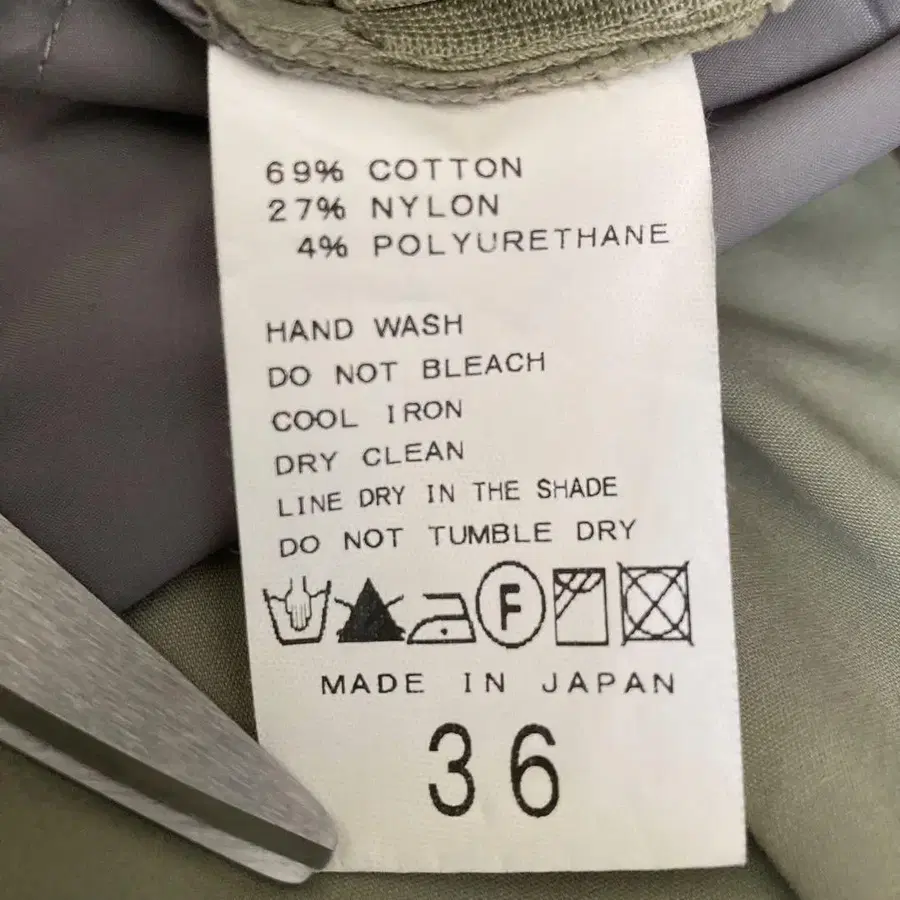 69% COTTON
27% NYLON
4% POLYURETHANE
HAND WASH
DO NOT BLEACH
COOL IRON
DRY CLEAN
LINE DRY IN THE SHADE
DO NOT TUMBLE DRY
F
MADE IN JAPAN
36